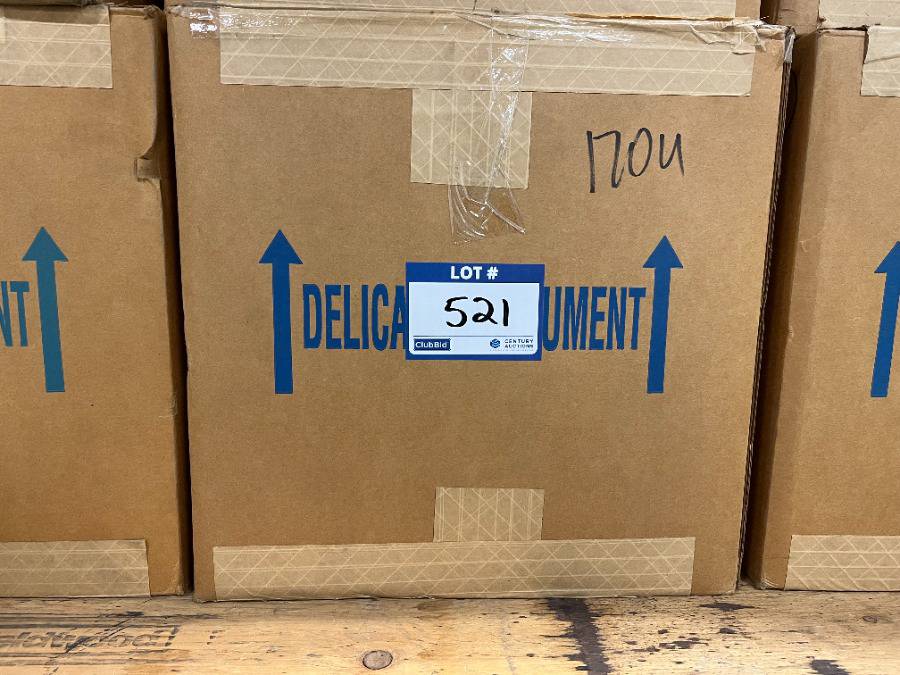 1704
LOT #
521
NT
DELICA
UMENT
ClubBid
CENTURY
AUCTIONS